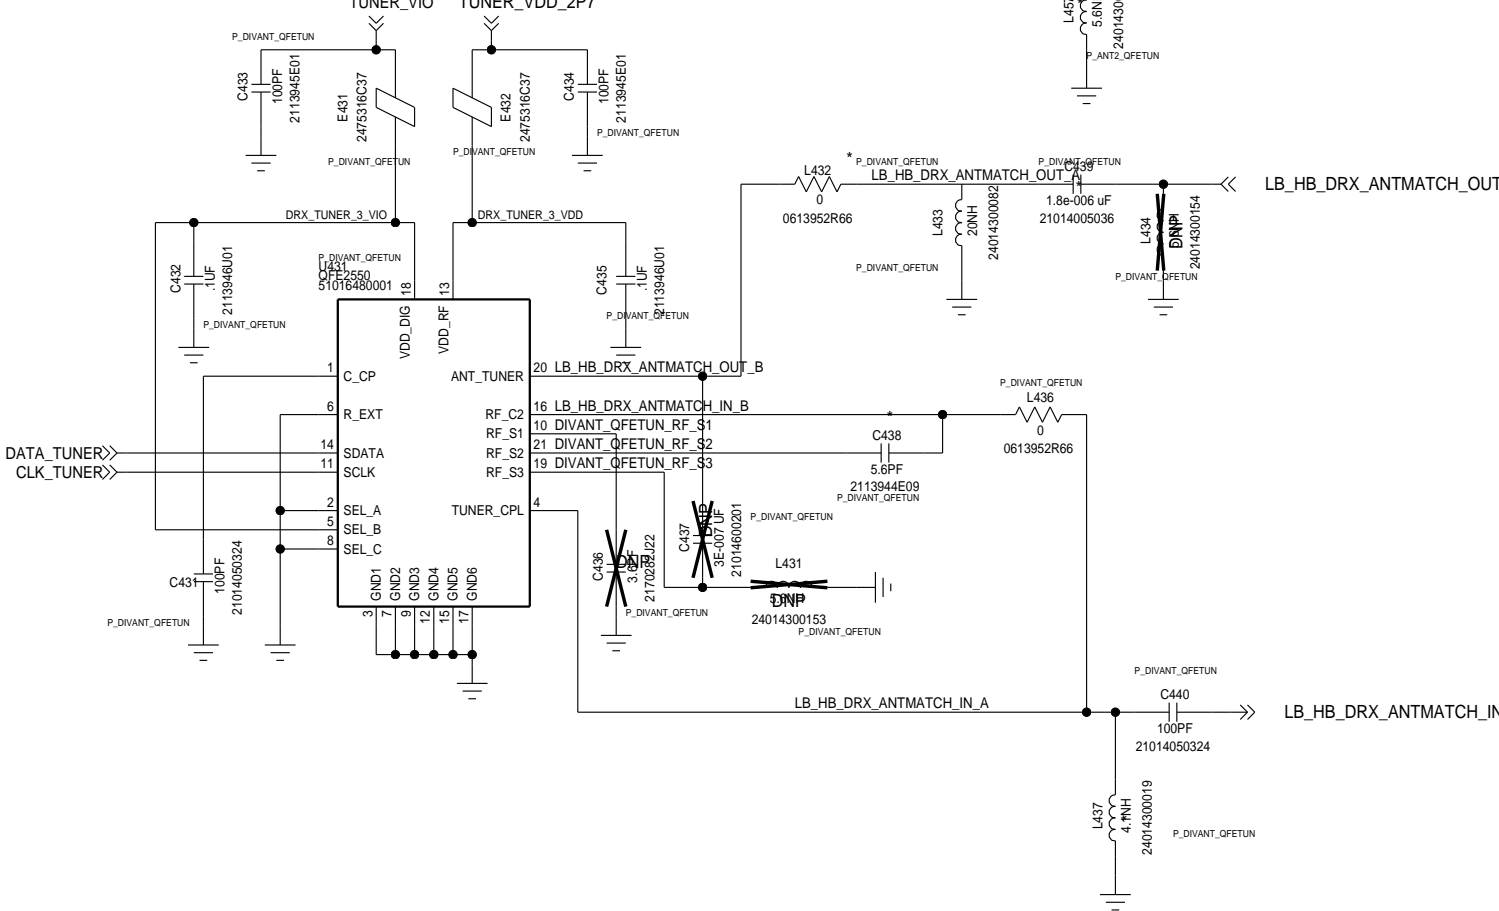 TUNER_VIO
TUNER_VDD_2P7
P_DIVANT_QFETUN
C433
100PF
2113945E01
E431
2475316C37
P_DIVANT_QFETUN
E432
2475316C37
P_DIVANT_QFETUN
C434
100PF
2113945E01
P_DIVANT_QFETUN
5.6N
P_ANT2_QFETUN
L432
0
0613952R66
*
P_DIVANT_QFETUN
LB_HB_DRX_ANTMATCH_OUT_A
P_DIVANT_QFETUN
C439
1.8e-006 uF
21014005036
LB_HB_DRX_ANTMATCH_OUT
L433
20NH
24014300082
P_DIVANT_QFETUN
L434
DNP
24014300154
P_DIVANT_QFETUN
DRX_TUNER_3_VIO
DRX_TUNER_3_VDD
C432
.1UF
2113946U01
P_DIVANT_QFETUN
P_DIVANT_QFETUN
U431
QFE2550
51016480001
C435
.1UF
2113946U01
P_DIVANT_QFETUN
18
VDD_DIG
13
VDD_RF
1
C_CP
6
R_EXT
14
SDATA
11
SCLK
2
SEL_A
5
SEL_B
8
SEL_C
DATA_TUNER
CLK_TUNER
ANT_TUNER
20
LB_HB_DRX_ANTMATCH_OUT_B
RF_C2
16
LB_HB_DRX_ANTMATCH_IN_B
RF_S1
10
DIVANT_QFETUN_RF_S1
RF_S2
21
DIVANT_QFETUN_RF_S2
RF_S3
19
DIVANT_QFETUN_RF_S3
TUNER_CPL
4
*
C438
5.6PF
2113944E09
P_DIVANT_QFETUN
P_DIVANT_QFETUN
L436
0
0613952R66
C431
100PF
21014050324
P_DIVANT_QFETUN
GND1
GND2
GND3
GND4
GND5
GND6
3
7
9
12
15
17
C436
DNP
P_DIVANT_QFETUN
C437
DNP
3E-007 UF
21014600201
P_DIVANT_QFETUN
L431
DNP
24014300153
P_DIVANT_QFETUN
LB_HB_DRX_ANTMATCH_IN_A
P_DIVANT_QFETUN
C440
100PF
21014050324
LB_HB_DRX_ANTMATCH_IN
L437
24014300019
P_DIVANT_QFETUN